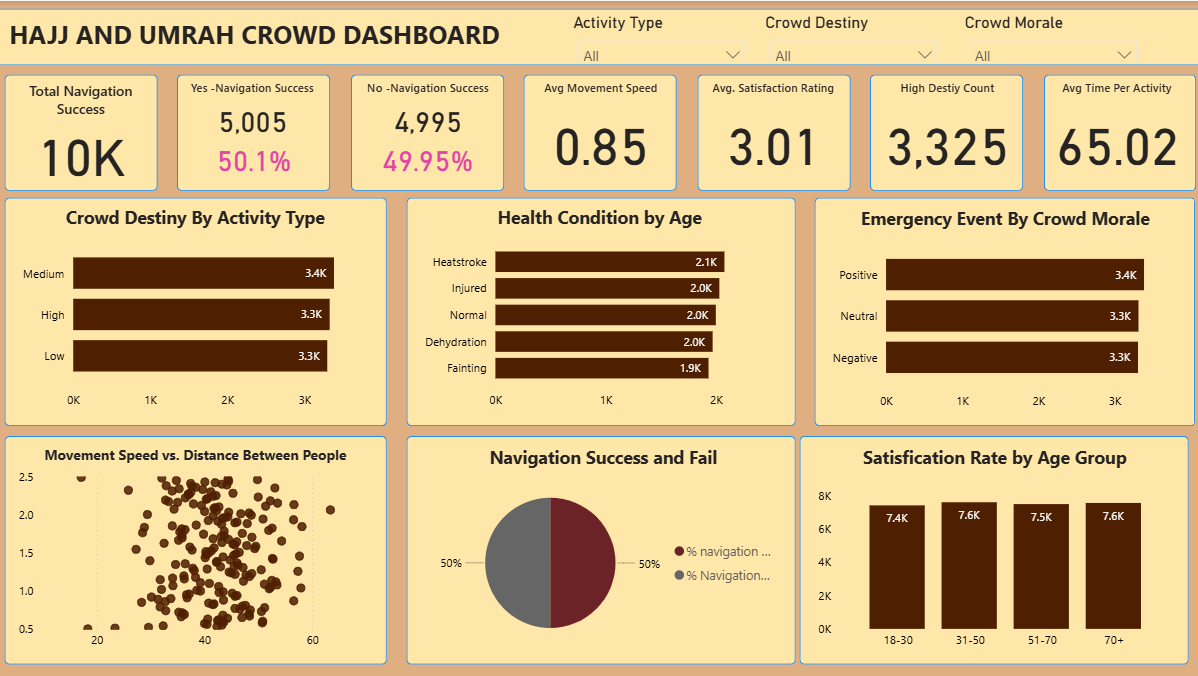 HAJJ AND UMRAH CROWD DASHBOARD
Activity Type
All
Crowd Destiny
All
Crowd Morale
All
Total Navigation
Success
10K
Yes -Navigation Success
5,005
50.1%
No -Navigation Success
4,995
49.95%
Avg Movement Speed
0.85
Avg. Satisfaction Rating
3.01
High Destiy Count
3,325
Avg Time Per Activity
65.02
Crowd Destiny By Activity Type
Medium 3.4K
High 3.3K
Low 3.3K
0K 1K 2K 3K
Health Condition by Age
Heatstroke 2.1K
Injured 2.0K
Normal 2.0K
Dehydration 2.0K
Fainting 1.9K
0K 1K 2K
Emergency Event By Crowd Morale
Positive 3.4K
Neutral 3.3K
Negative 3.3K
0K 1K 2K 3K
Movement Speed vs. Distance Between People
2.5
2.0
1.5
1.0
0.5
20 40 60
Navigation Success and Fail
50%
50%
% navigation ...
% Navigation...
Satisfication Rate by Age Group
8K
6K
4K
2K
0K
7.4K 7.6K 7.5K 7.6K
18-30 31-50 51-70 70+